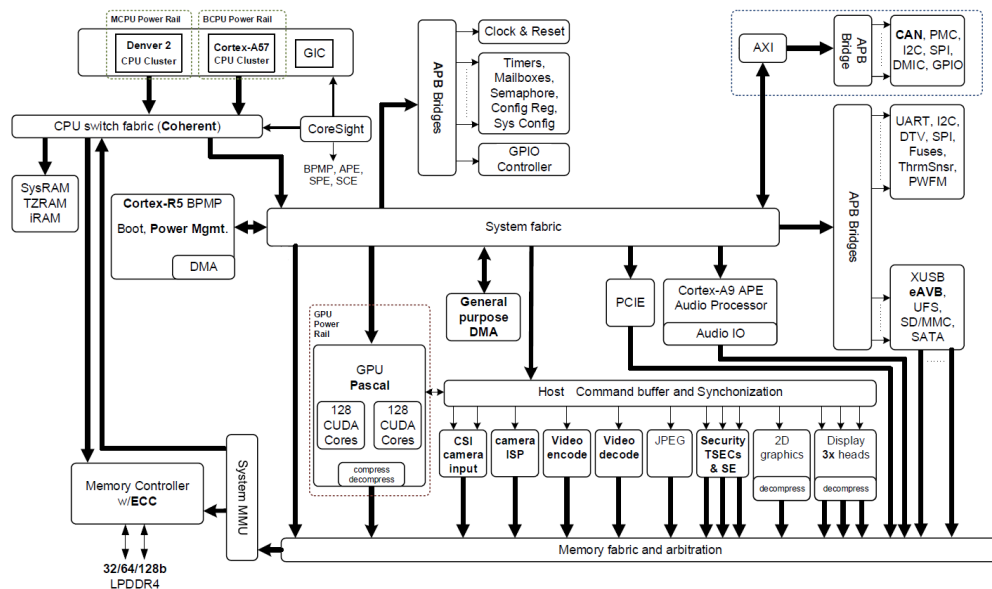 MCPU Power Rail
BCPU Power Rail
Denver 2
CPU Cluster
Cortex-A57
CPU Cluster
GIC
CPU switch fabric (Coherent)
CoreSight
BPMP, APE,
SPE, SCE
SysRAM
TZRAM
iRAM
Cortex-R5 BPMP
Boot, Power Mgmt.
DMA
APB Bridges
Clock & Reset
Timers,
Mailboxes,
Semaphore,
Config Reg,
Sys Config
GPIO
Controller
AXI
APB
Bridge
CAN, PMC,
I2C, SPI,
DMIC, GPIO
System fabric
APB Bridges
UART, I2C,
DTV, SPI,
Fuses,
ThrmSnsr,
PWFM
XUSB
eAVB,
UFS,
SD/MMC,
SATA
GPU
Power
Rail
GPU
Pascal
128
CUDA
Cores
128
CUDA
Cores
compress
decompress
General
purpose
DMA
PCIE
Cortex-A9 APE
Audio Processor
Audio IO
Host Command buffer and Synchonization
CSI
camera
input
camera
ISP
Video
encode
Video
decode
JPEG
Security
TSECs
& SE
2D
graphics
decompress
Display
3x heads
decompress
Memory Controller
w/ECC
System MMU
Memory fabric and arbitration
32/64/128b
LPDDR4